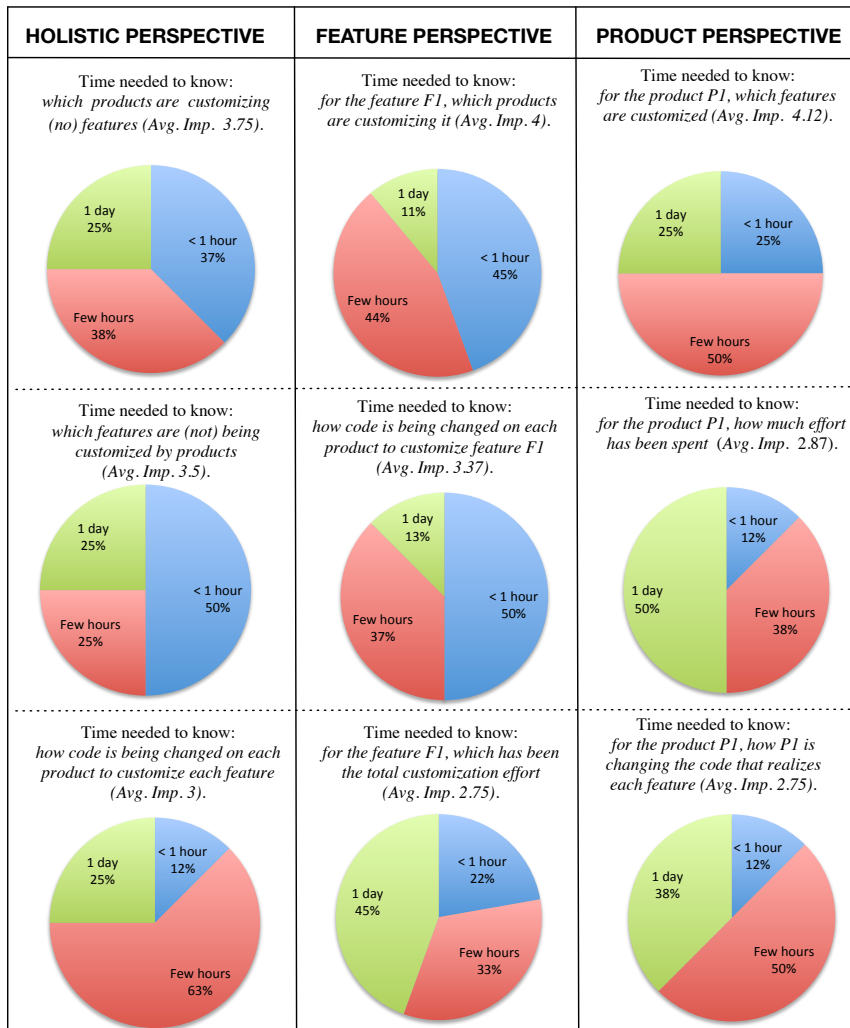 HOLISTIC PERSPECTIVE
FEATURE PERSPECTIVE
PRODUCT PERSPECTIVE
Time needed to know:
which products are customizing
(no) features (Avg. Imp. 3.75).
1 day
25%
< 1 hour
37%
Few hours
38%
Time needed to know:
for the feature F1, which products
are customizing it (Avg. Imp. 4).
1 day
11%
< 1 hour
45%
Few hours
44%
Time needed to know:
for the product P1, which features
are customized (Avg. Imp. 4.12).
1 day
25%
< 1 hour
25%
Few hours
50%
Time needed to know:
which features are (not) being
customized by products
(Avg. Imp. 3.5).
1 day
25%
< 1 hour
50%
Few hours
25%
Time needed to know:
how code is being changed on each
product to customize feature F1
(Avg. Imp. 3.37).
1 day
13%
< 1 hour
50%
Few hours
37%
Time needed to know:
for the product P1, how much effort
has been spent (Avg. Imp. 2.87).
< 1 hour
12%
1 day
50%
Few hours
38%
Time needed to know:
how code is being changed on each
product to customize each feature
(Avg. Imp. 3).
1 day
25%
< 1 hour
12%
Few hours
63%
Time needed to know:
for the feature F1, which has been
the total customization effort
(Avg. Imp. 2.75).
< 1 hour
22%
1 day
45%
Few hours
33%
Time needed to know:
for the product P1, how P1 is
changing the code that realizes
each feature (Avg. Imp. 2.75).
< 1 hour
12%
1 day
38%
Few hours
50%